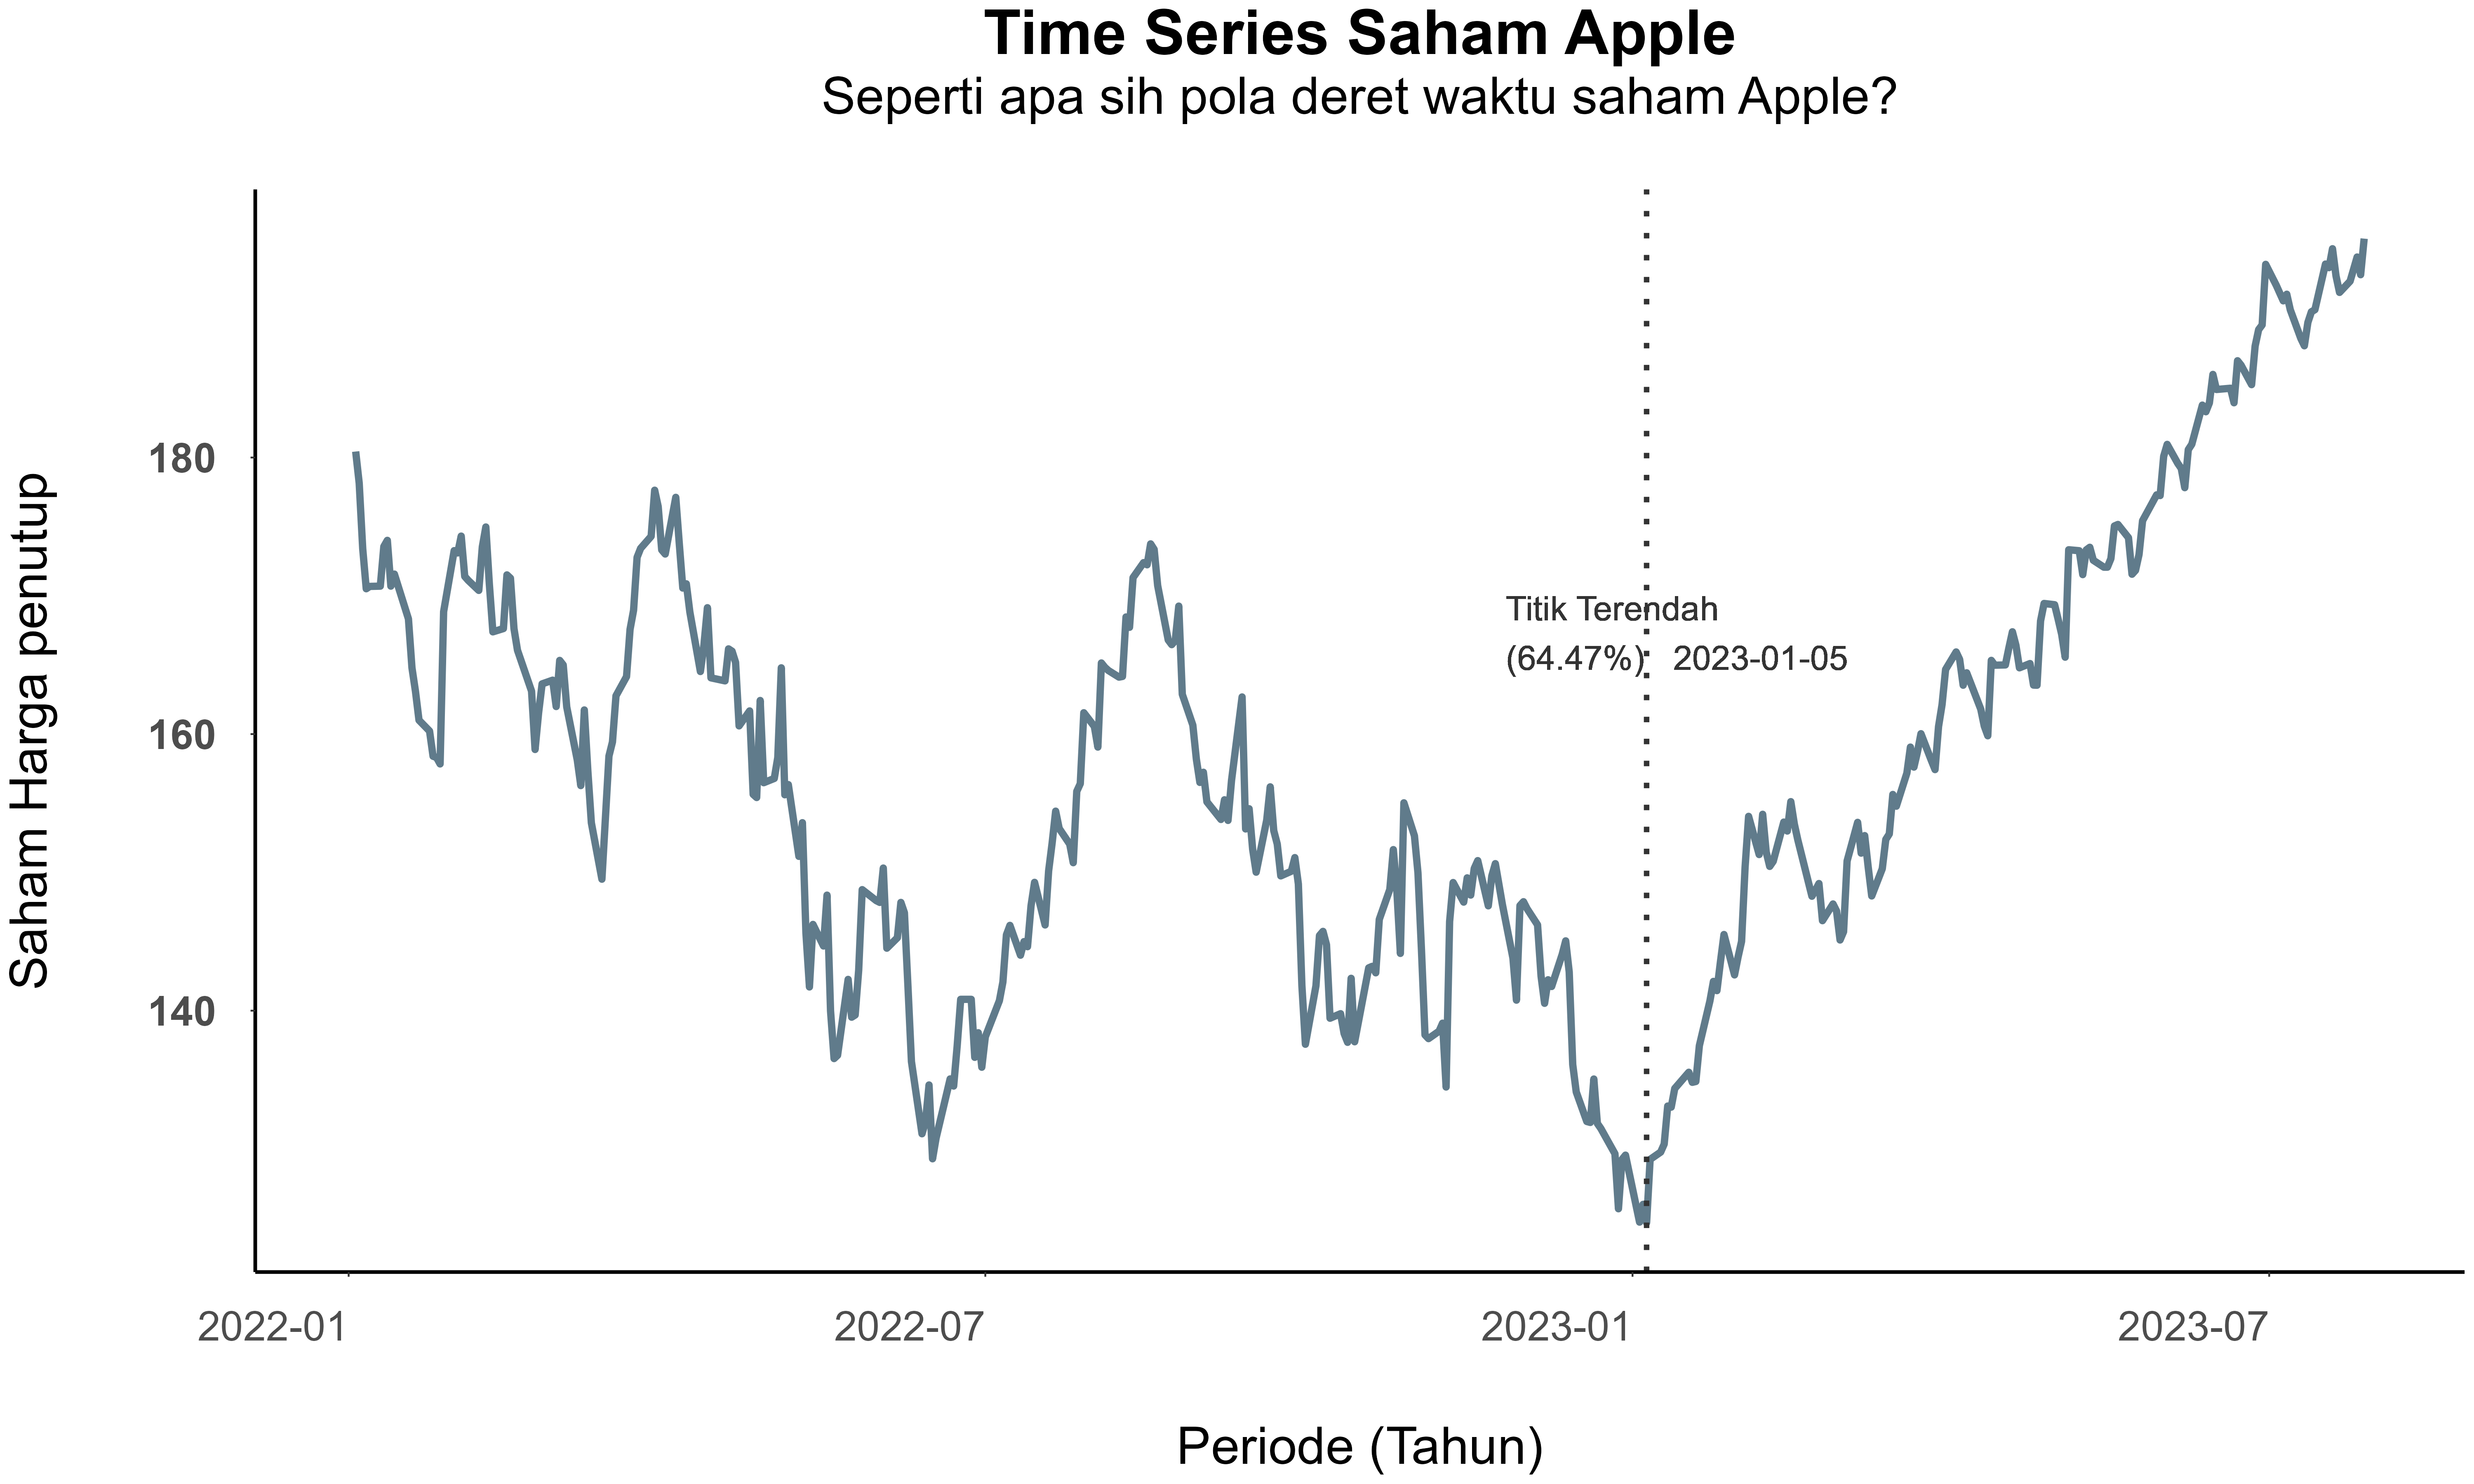 Time Series Saham Apple
Seperti apa sih pola deret waktu saham Apple?
Saham Harga penutup
180
160
140
Titik Terendah
(64.47%) 2023-01-05
2022-01
2022-07
2023-01
2023-07
Periode (Tahun)